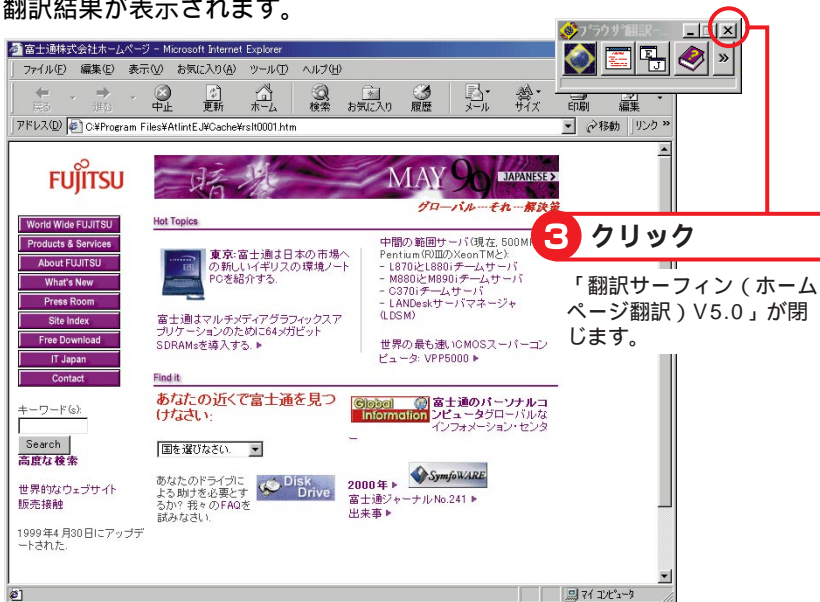 翻訳結果が表示されます。
ブラウザ翻訳-...
富士通株式会社ホームページ - Microsoft Internet Explorer
ファイル(F) 編集(E) 表示(V) お気に入り(A) ツール(T) ヘルプ(H)
»
戻る 進む 中止 更新 ホーム 検索 お気に入り 履歴 メール サイズ 印刷 編集
アドレス(D) C:¥Program Files¥AtlintEJ¥Cache¥rslt0001.htm 移動 リンク »
FUJITSU
暗 MAY 99 JAPANESE >
グローバル---それ---解決策
World Wide FUJITSU
Products & Services
About FUJITSU
What's New
Press Room
Site Index
Free Download
IT Japan
Contact
キーワード(s):
Search
高度な検索
世界的なウェブサイト
販売接触
1999年4月30日にアップデ
ートされた.
Hot Topics
東京:富士通は日本の市場へ
の新しいイギリスの環境ノート
PCを紹介する.
富士通はマルチメディアグラフィックスア
プリケーションのために64メガビット
SDRAMsを導入する.
中間の範囲サーバ(現在, 500M
Pentium(R)IIIのXeonTMと):
- L870iとL880iチームサーバ
- M880iとM890iチームサーバ
- C370iチームサーバ
- LANDeskサーバマネージャ
(LDSM)
世界の最も速いCMOSスーパーコン
ピュータ: VPP5000
Find it
あなたの近くで富士通を見つ
けなさい:
国を選びなさい.
あなたのドライブに
よる助けを必要とす
るか? 我々のFAQを
試みなさい.
Disk
Drive
Global
Information
富士通のパーソナルコ
ンピュータグローバルな
インフォメーション・センタ
ー
2000年
SymfoWARE
富士通ジャーナルNo.241
出来事
マイ コンピュータ
3 クリック
「翻訳サーフィン(ホーム
ページ翻訳)V5.0」が閉
じます。